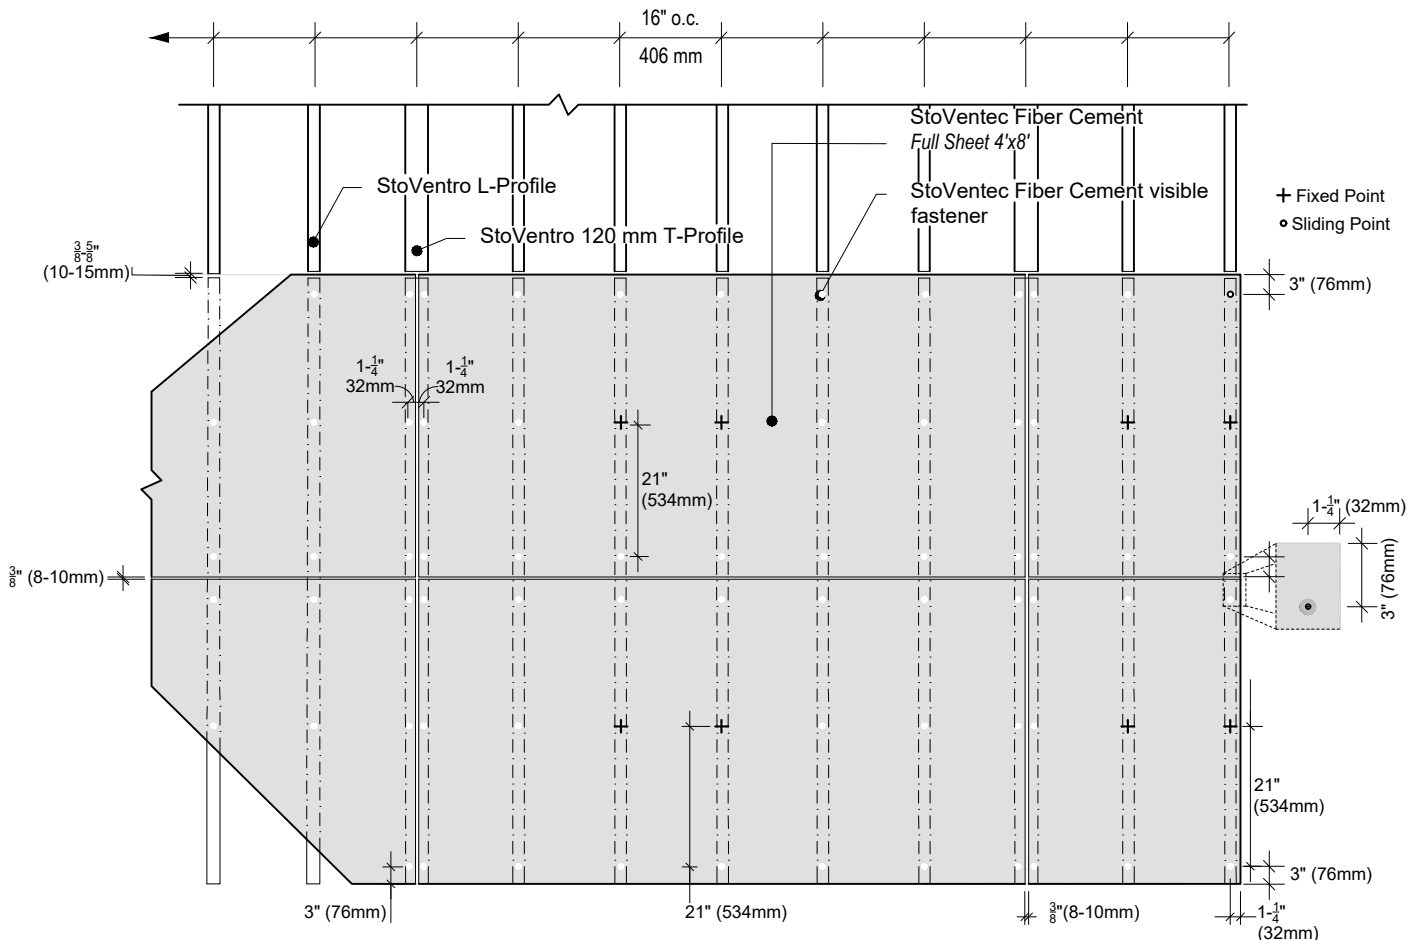 16" o.c.
406 mm
StoVentec Fiber Cement
Full Sheet 4'x8'
StoVentro L-Profile
StoVentec Fiber Cement visible
fastener
+ Fixed Point
Sliding Point
StoVentro 120 mm T-Profile
3/8-5/8"
(10-15mm)
3" (76mm)
1-1/4"
32mm
1-1/4"
32mm
21"
(534mm)
1-1/4" (32mm)
3" (76mm)
3/8" (8-10mm)
21"
(534mm)
3" (76mm)
3" (76mm)
21" (534mm)
3/8"(8-10mm)
1-1/4"
(32mm)